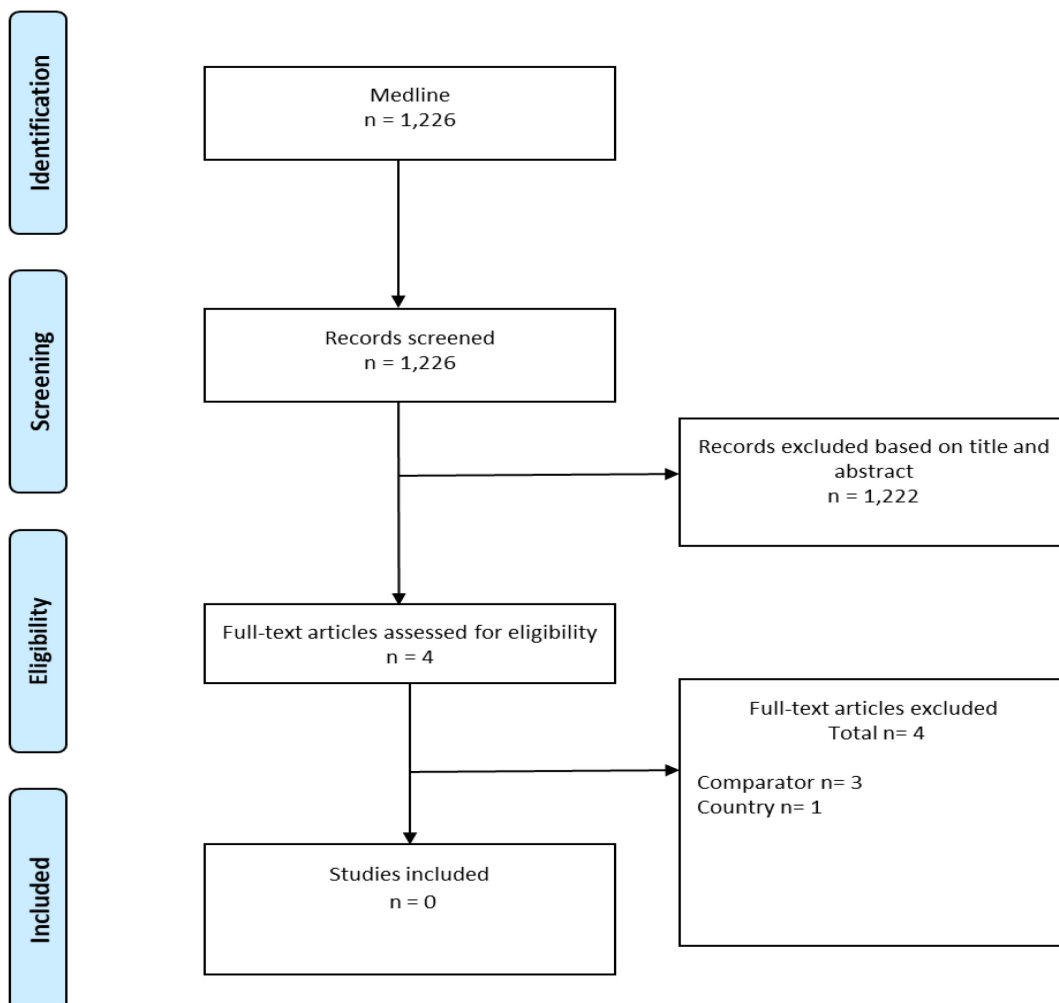 Identification
Medline
n = 1,226
Screening
Records screened
n = 1,226
Records excluded based on title and
abstract
n = 1,222
Eligibility
Full-text articles assessed for eligibility
n = 4
Full-text articles excluded
Total n= 4
Comparator n= 3
Country n= 1
Included
Studies included
n = 0